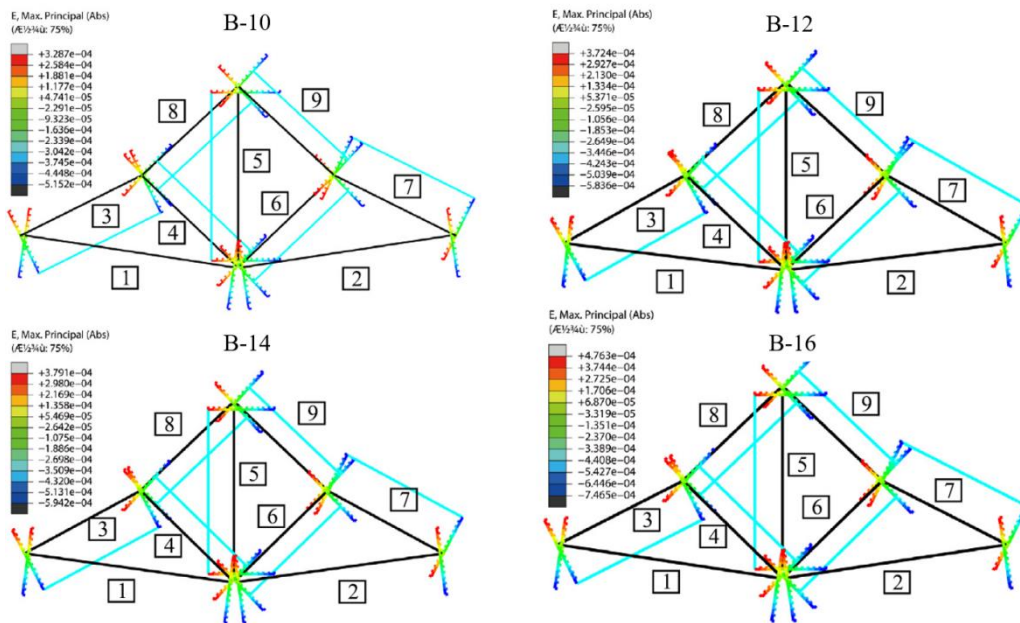 E, Max. Principal (Abs)
(Æ½¾ù: 75%)
B-10
+3.287e−04
+2.584e−04
+1.881e−04
+1.177e−04
+4.741e−05
−2.291e−05
−9.323e−05
−1.636e−04
−2.339e−04
−3.042e−04
−3.745e−04
−4.448e−04
−5.152e−04
8
9
5
3
4
6
7
1
2
E, Max. Principal (Abs)
(Æ½¾ù: 75%)
B-12
+3.724e−04
+2.927e−04
+2.130e−04
+1.334e−04
+5.371e−05
−2.595e−05
−1.056e−04
−1.853e−04
−2.649e−04
−3.446e−04
−4.243e−04
−5.039e−04
−5.836e−04
8
9
5
3
4
6
7
1
2
E, Max. Principal (Abs)
(Æ½¾ù: 75%)
B-14
+3.791e−04
+2.980e−04
+2.169e−04
+1.358e−04
+5.469e−05
−2.642e−05
−1.075e−04
−1.886e−04
−2.698e−04
−3.509e−04
−4.320e−04
−5.131e−04
−5.942e−04
8
9
5
3
4
6
7
1
2
E, Max. Principal (Abs)
(Æ½¾ù: 75%)
B-16
+4.763e−04
+3.744e−04
+2.725e−04
+1.706e−04
+6.870e−05
−3.319e−05
−1.351e−04
−2.370e−04
−3.389e−04
−4.408e−04
−5.427e−04
−6.446e−04
−7.465e−04
8
9
5
3
4
6
7
1
2